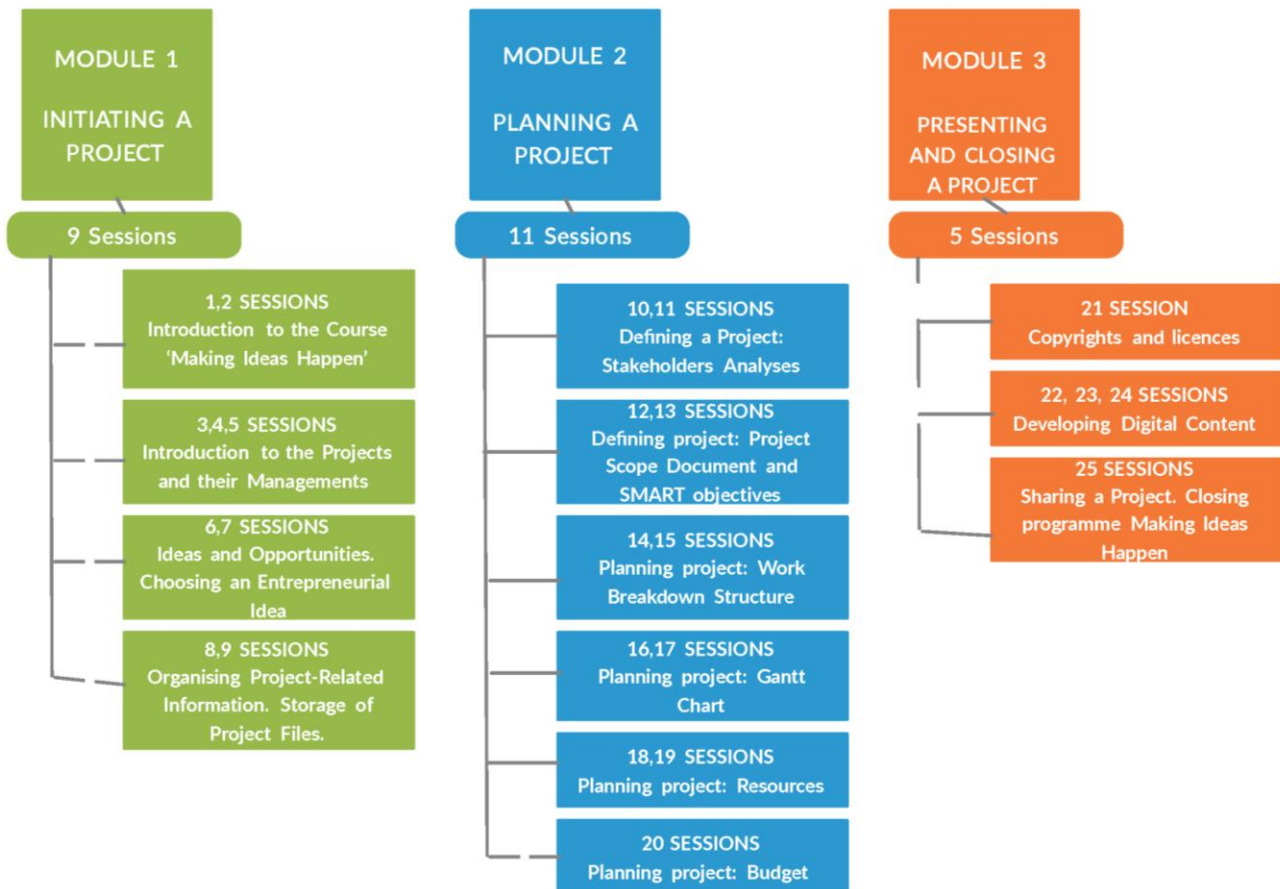 MODULE 1
INITIATING A
PROJECT
9 Sessions
1,2 SESSIONS
Introduction to the Course
‘Making Ideas Happen’
3,4,5 SESSIONS
Introduction to the Projects
and their Managements
6,7 SESSIONS
Ideas and Opportunities.
Choosing an Entrepreneurial
Idea
8,9 SESSIONS
Organising Project-Related
Information. Storage of
Project Files.
MODULE 2
PLANNING A
PROJECT
11 Sessions
10,11 SESSIONS
Defining a Project:
Stakeholders Analyses
12,13 SESSIONS
Defining project: Project
Scope Document and
SMART objectives
14,15 SESSIONS
Planning project: Work
Breakdown Structure
16,17 SESSIONS
Planning project: Gantt
Chart
18,19 SESSIONS
Planning project: Resources
20 SESSIONS
Planning project: Budget
MODULE 3
PRESENTING
AND CLOSING
A PROJECT
5 Sessions
21 SESSION
Copyrights and licences
22, 23, 24 SESSIONS
Developing Digital Content
25 SESSIONS
Sharing a Project. Closing
programme Making Ideas
Happen